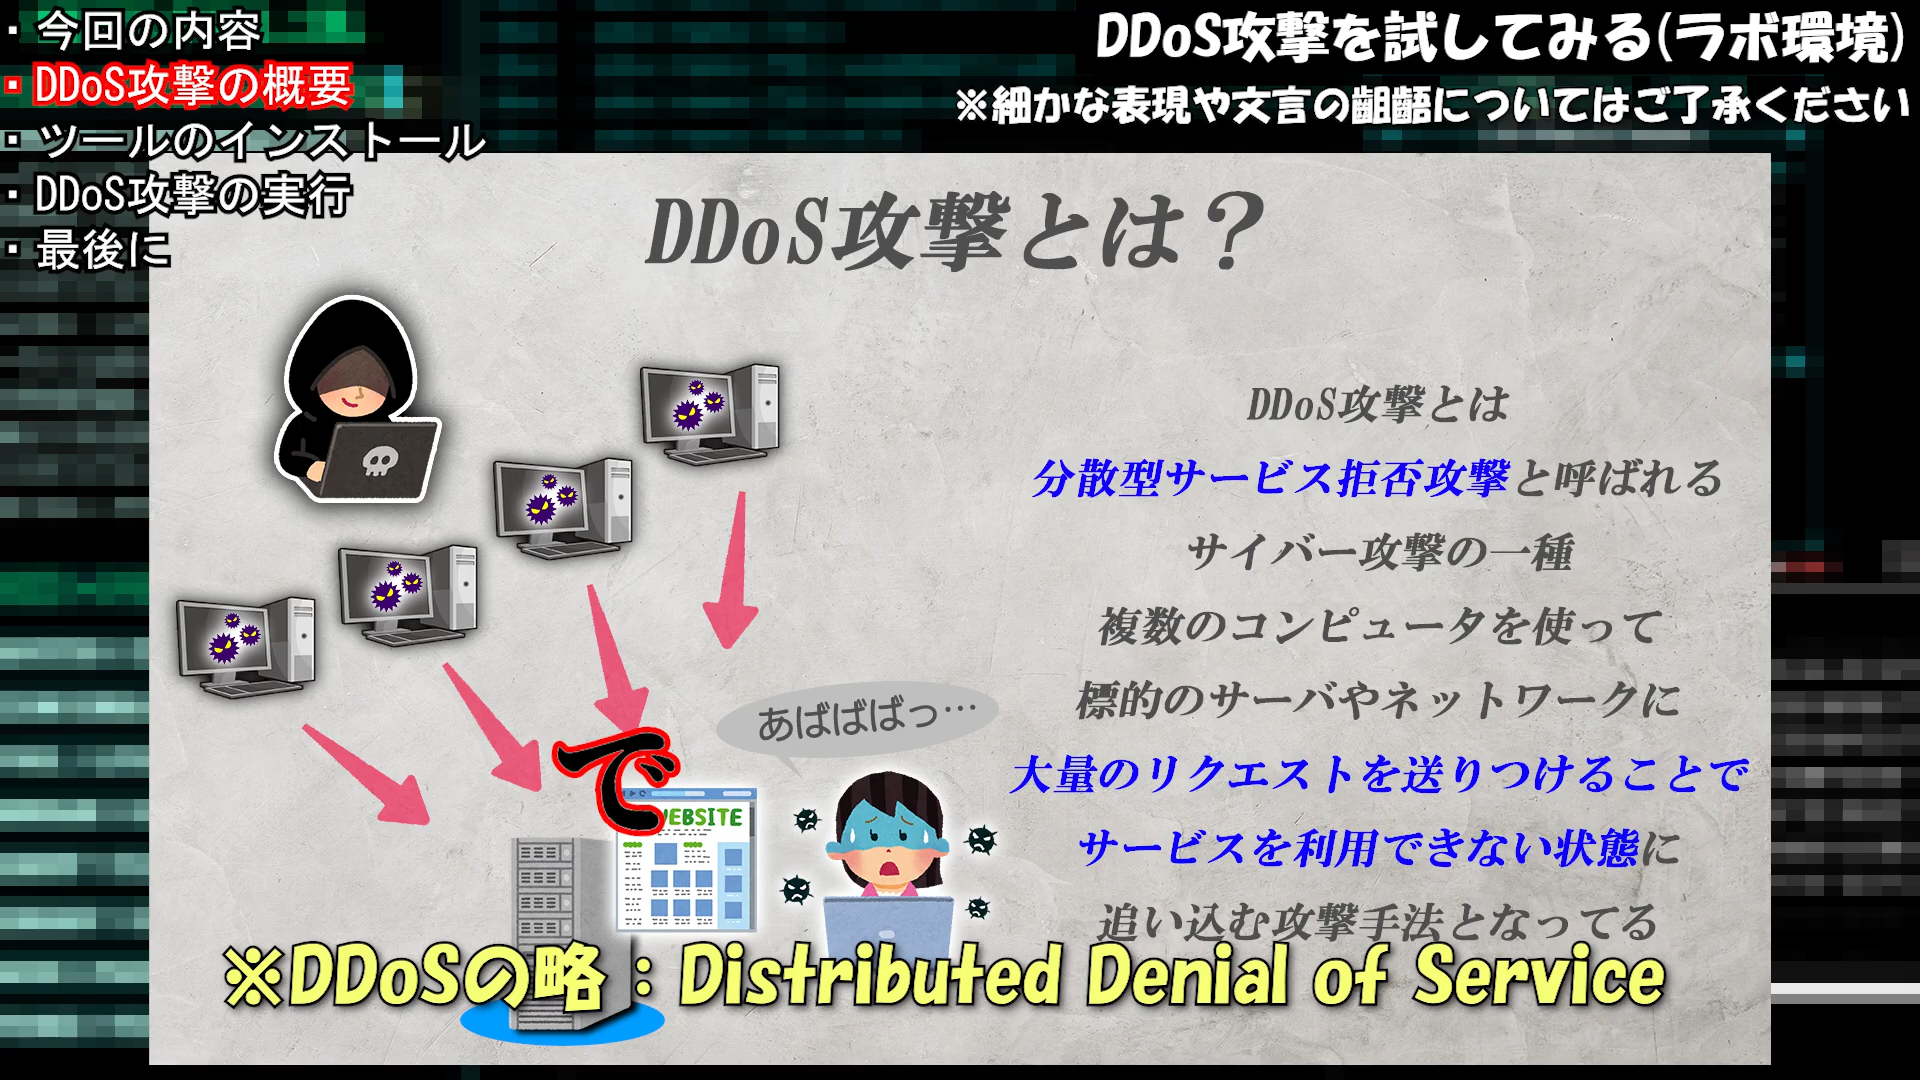 ・今回の内容
・DDoS攻撃の概要
・ツールのインストール
・DDoS攻撃の実行
・最後に
DDoS攻撃を試してみる(ラボ環境)
※細かな表現や文言の齟齬についてはご了承ください
DDoS攻撃とは？
DDoS攻撃とは
分散型サービス拒否攻撃と呼ばれる
サイバー攻撃の一種
複数のコンピュータを使って
標的のサーバやネットワークに
大量のリクエストを送りつけることで
サービスを利用できない状態に
追い込む攻撃手法となってる
あばばばっ…
で
WEBSITE
※DDoSの略：Distributed Denial of Service